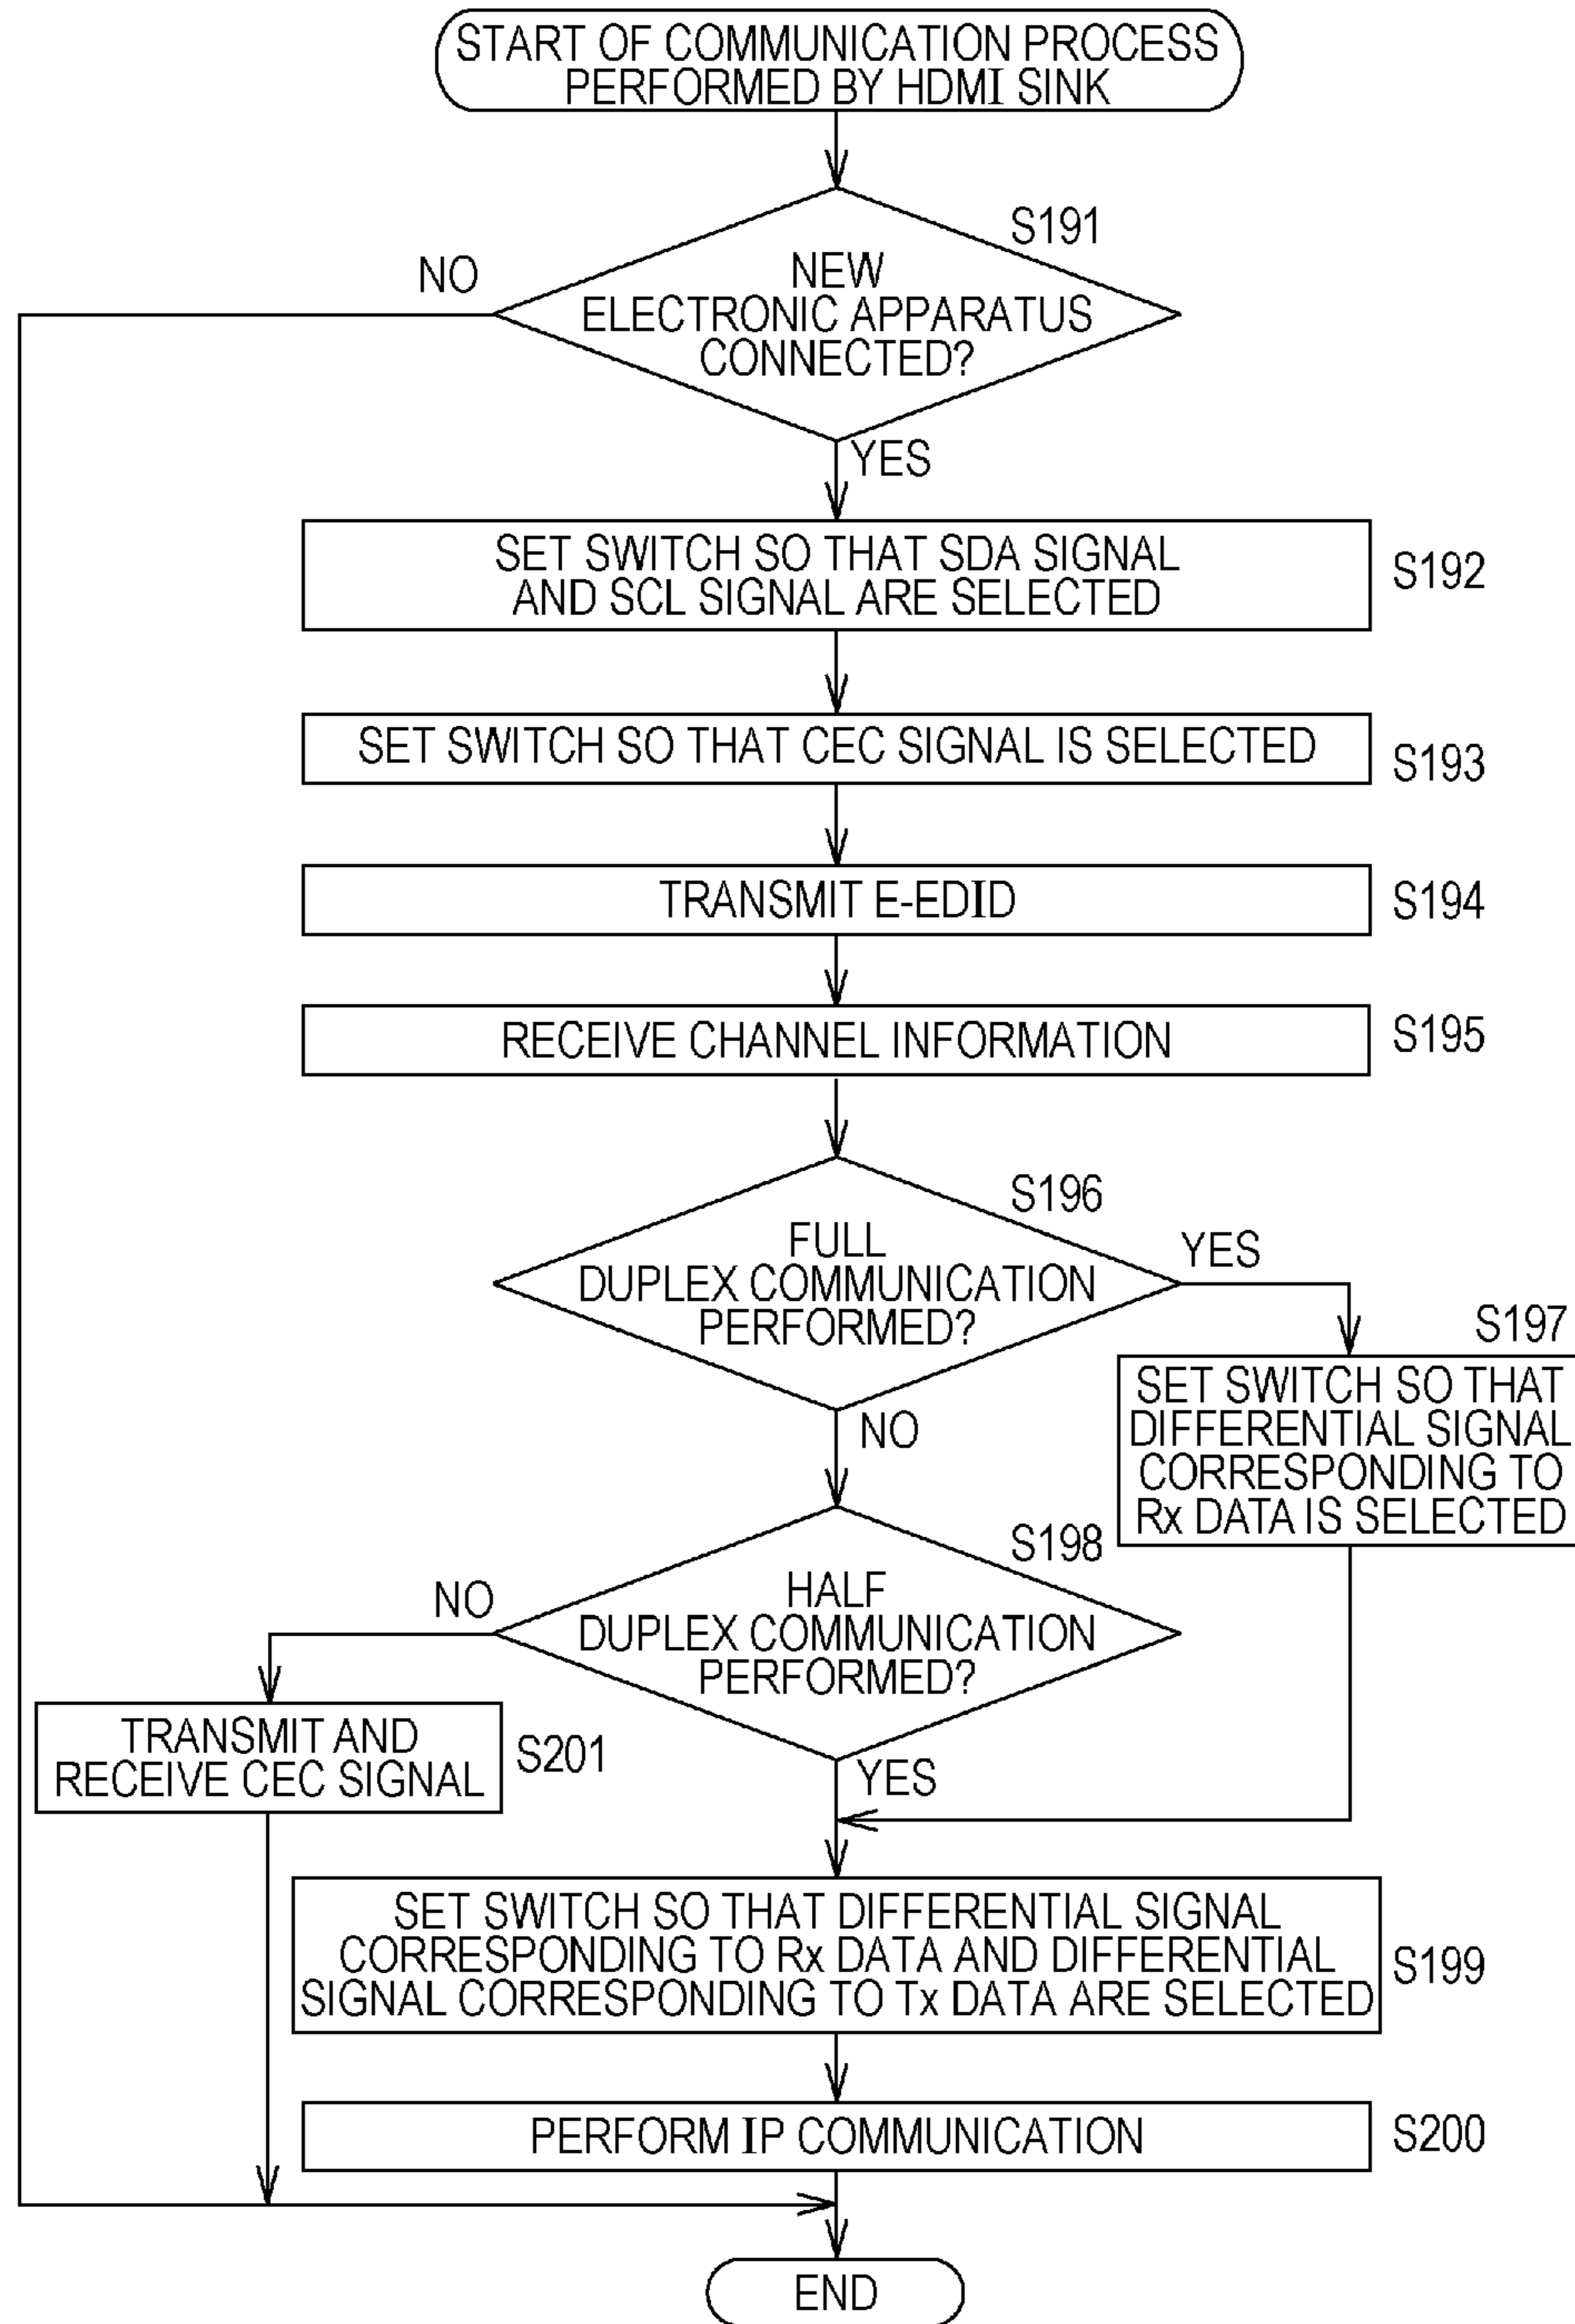 START OF COMMUNICATION PROCESS
PERFORMED BY HDMI SINK
S191
NO
NEW
ELECTRONIC APPARATUS
CONNECTED?
YES
SET SWITCH SO THAT SDA SIGNAL
AND SCL SIGNAL ARE SELECTED
S192
SET SWITCH SO THAT CEC SIGNAL IS SELECTED
S193
TRANSMIT E-EDID
S194
RECEIVE CHANNEL INFORMATION
S195
S196
FULL
DUPLEX COMMUNICATION
PERFORMED?
YES
NO
S197
SET SWITCH SO THAT
DIFFERENTIAL SIGNAL
CORRESPONDING TO
Rx DATA IS SELECTED
S198
NO
HALF
DUPLEX COMMUNICATION
PERFORMED?
YES
TRANSMIT AND
RECEIVE CEC SIGNAL
S201
SET SWITCH SO THAT DIFFERENTIAL SIGNAL
CORRESPONDING TO Rx DATA AND DIFFERENTIAL
SIGNAL CORRESPONDING TO Tx DATA ARE SELECTED
S199
PERFORM IP COMMUNICATION
S200
END